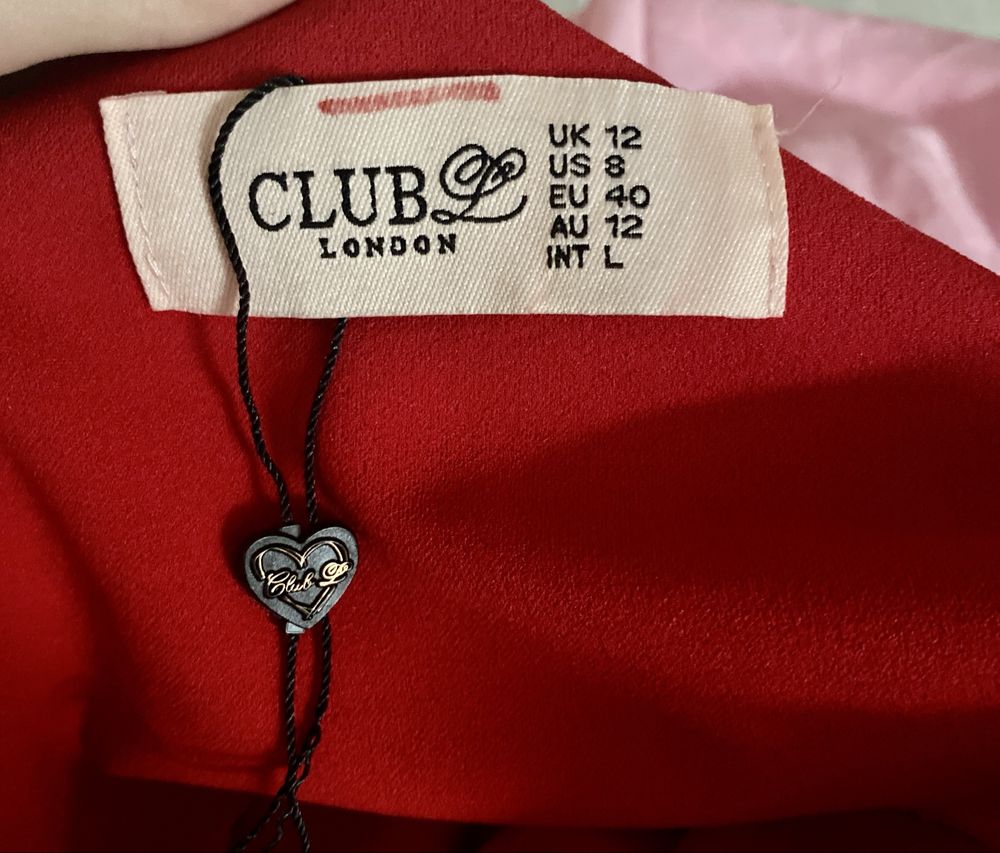 CLUB L
LONDON
UK 12
US 8
EU 40
AU 12
INT L
Club L